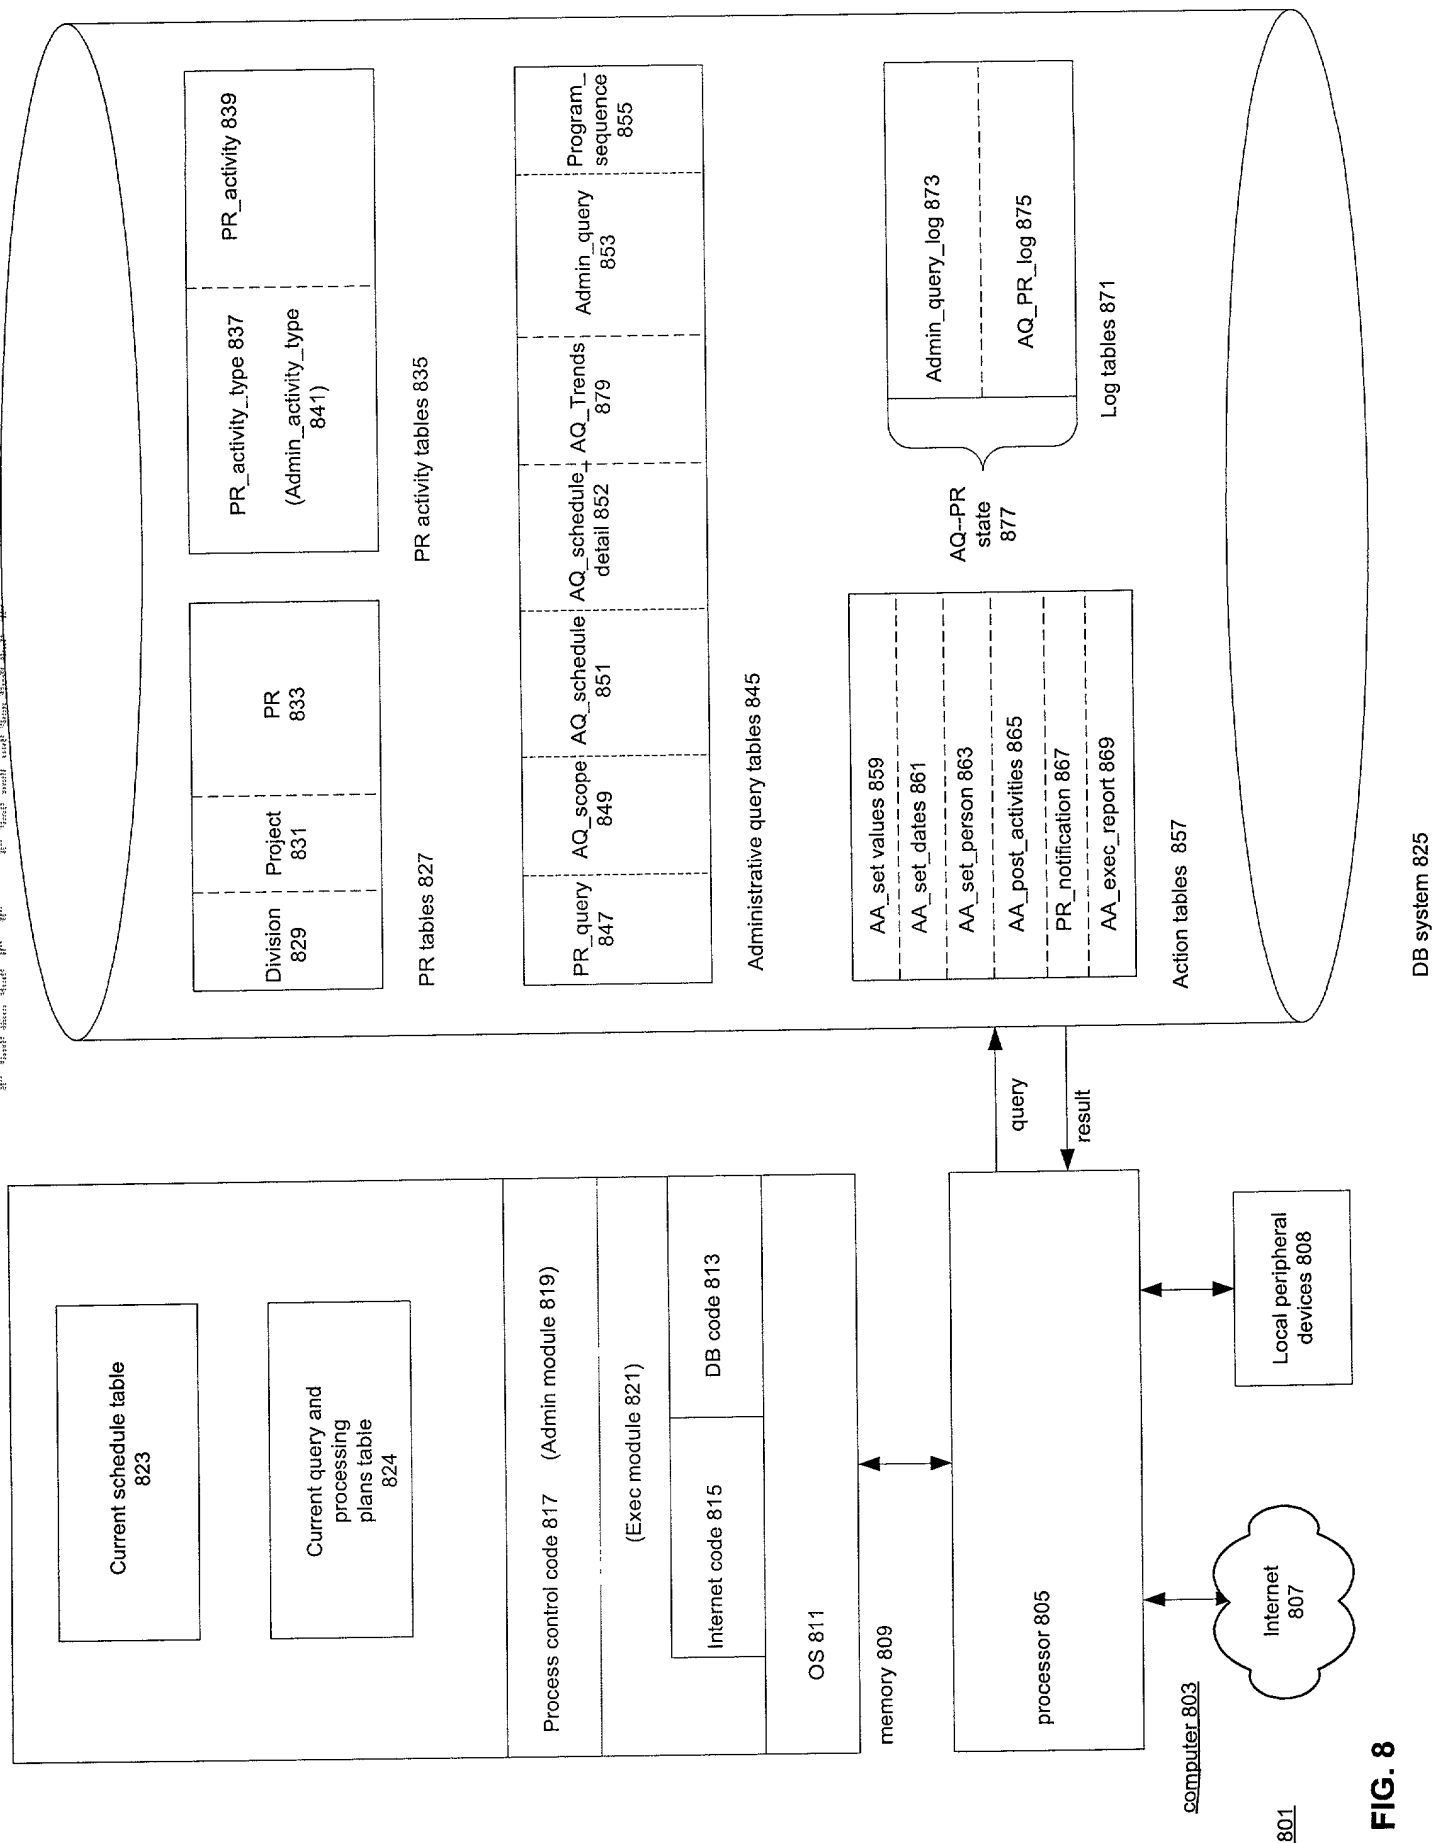 Current schedule table
823
Current query and
processing
plans table
824
Process control code 817 (Admin module 819)
(Exec module 821)
Internet code 815
DB code 813
OS 811
memory 809
processor 805
computer 803
Internet
807
Local peripheral
devices 808
query
result
801
FIG. 8
Division
829
Project
831
PR
833
PR tables 827
PR_activity_type 837
(Admin_activity_type
841)
PR_activity 839
PR activity tables 835
PR_query
847
AQ_scope
849
AQ_schedule
851
AQ_schedule_
detail 852
AQ_Trends
879
Admin_query
853
Program_
sequence
855
Administrative query tables 845
AA_set values 859
AA_set_dates 861
AA_set_person 863
AA_post_activities 865
PR_notification 867
AA_exec_report 869
Action tables 857
AQ--PR
state
877
Admin_query_log 873
AQ_PR_log 875
Log tables 871
DB system 825